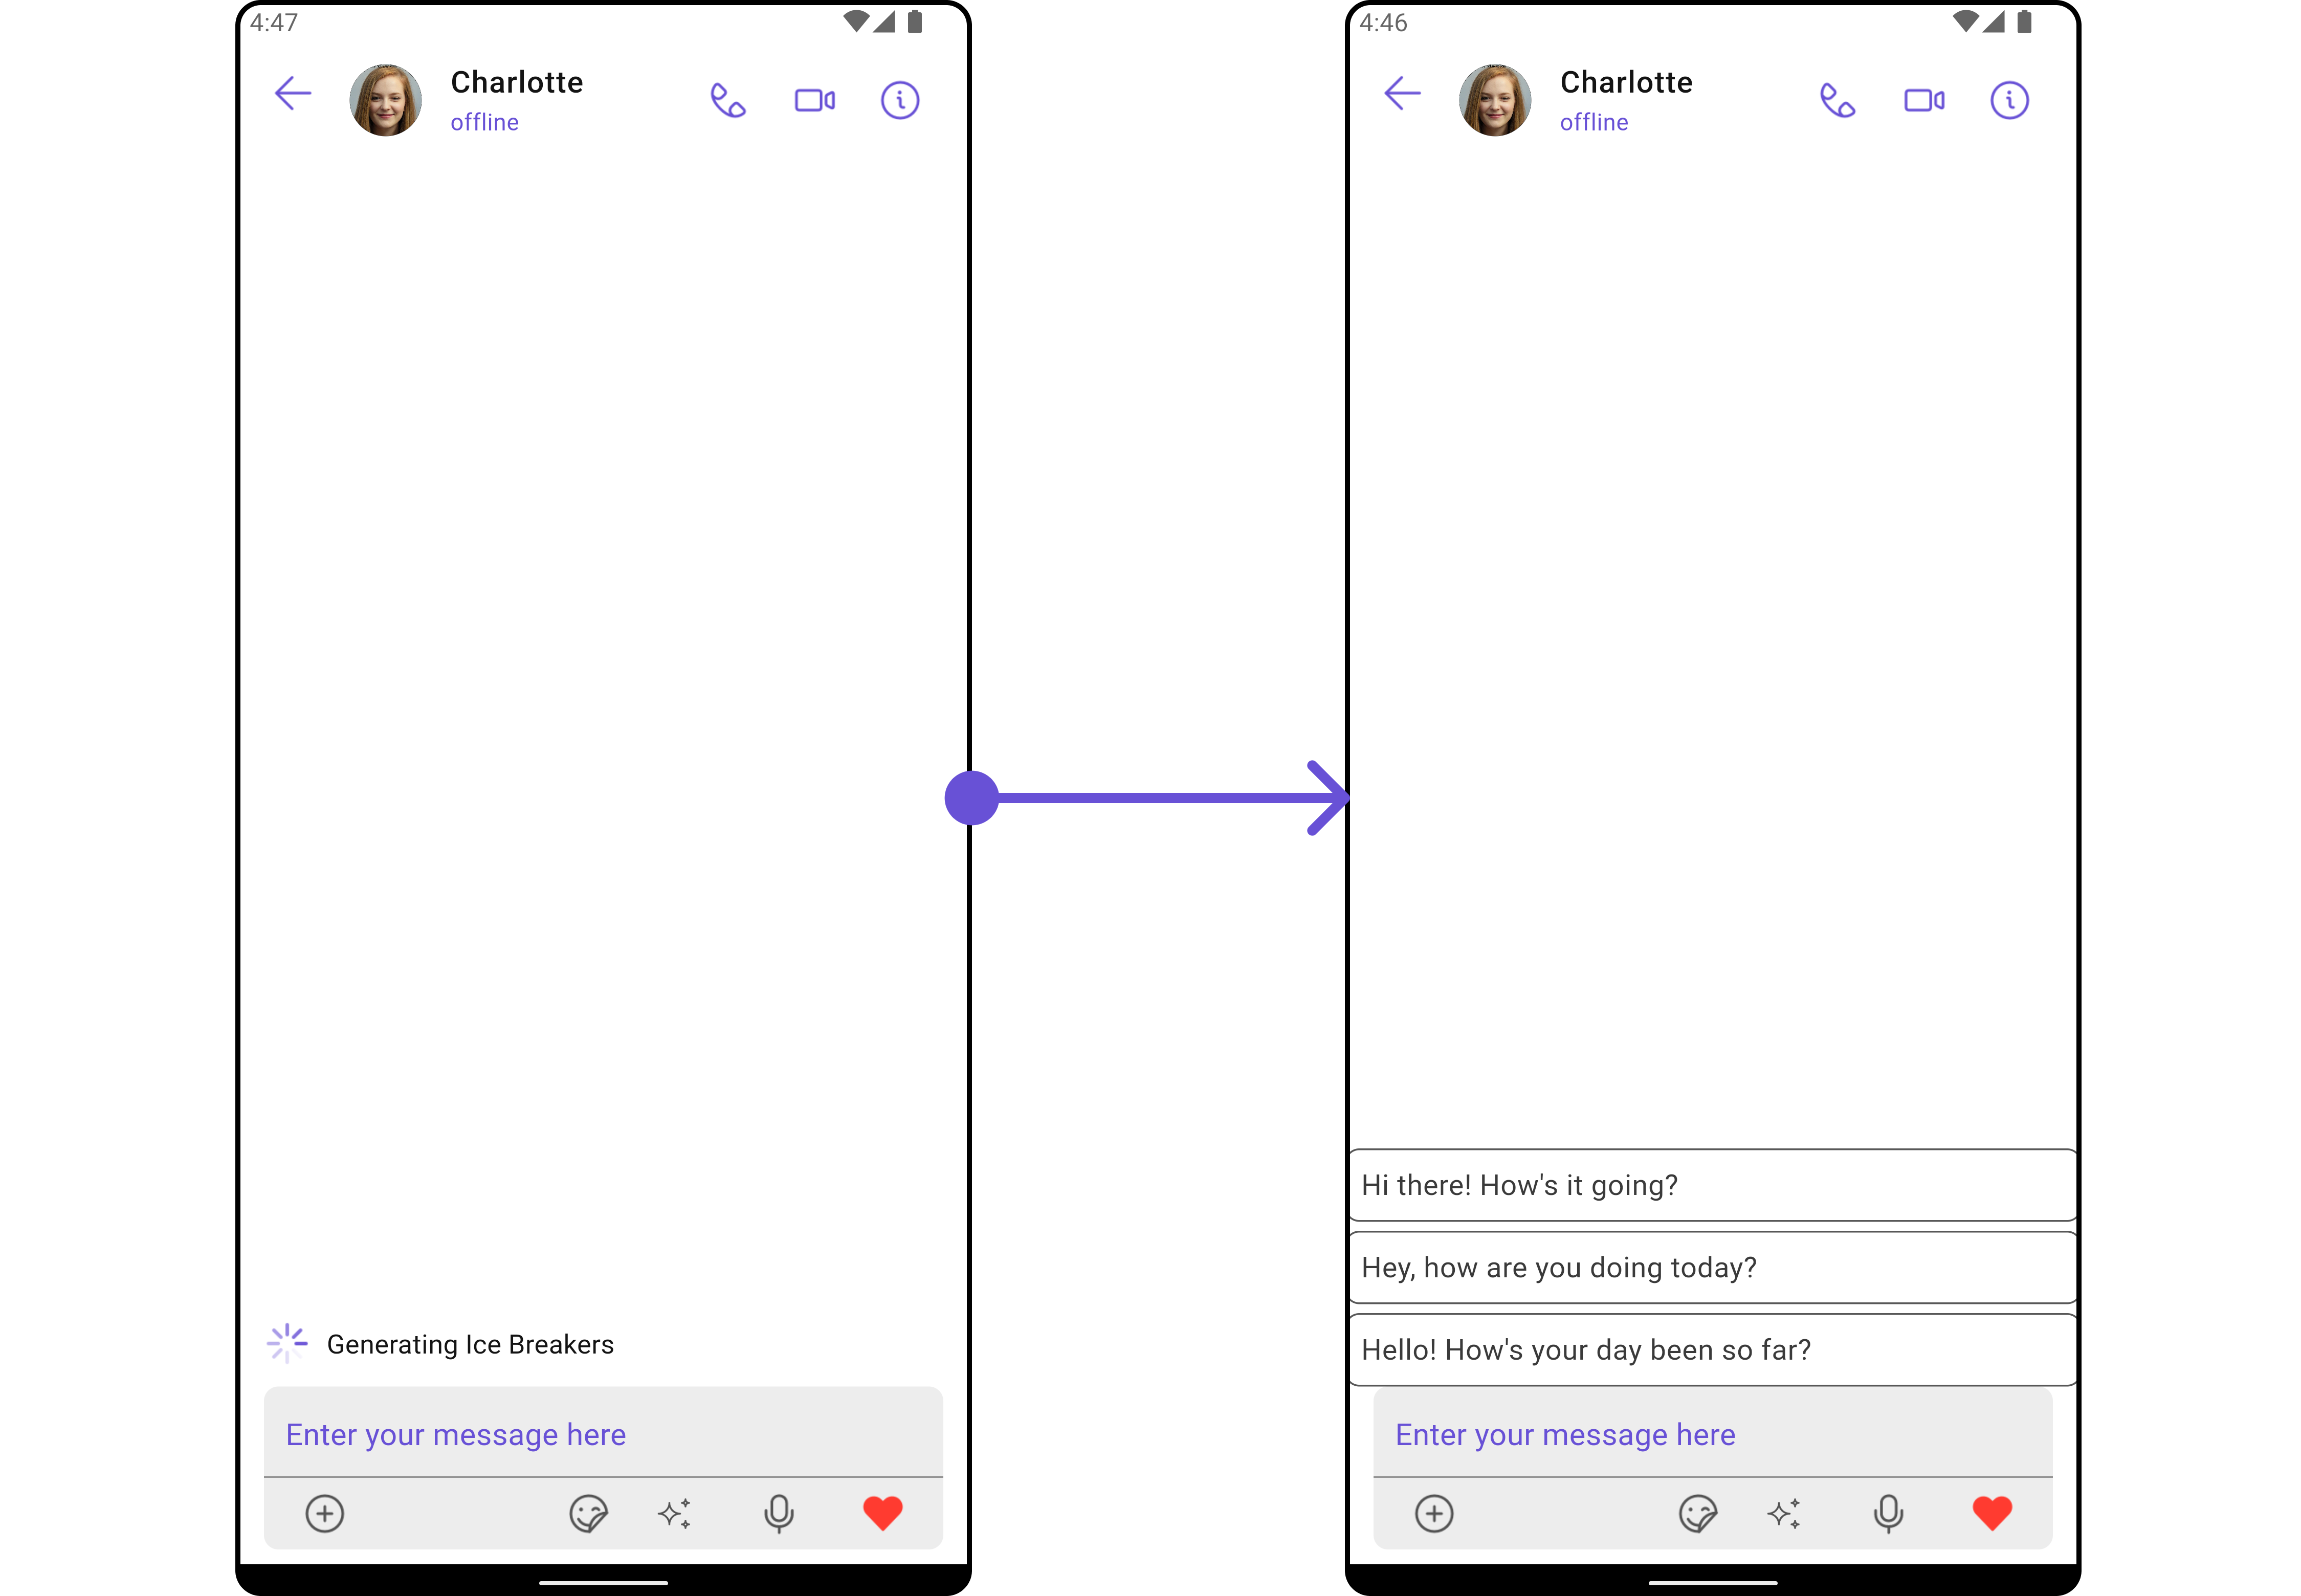 4:47
Charlotte
offline
Generating Ice Breakers
Enter your message here
4:46
Charlotte
offline
Hi there! How's it going?
Hey, how are you doing today?
Hello! How's your day been so far?
Enter your message here